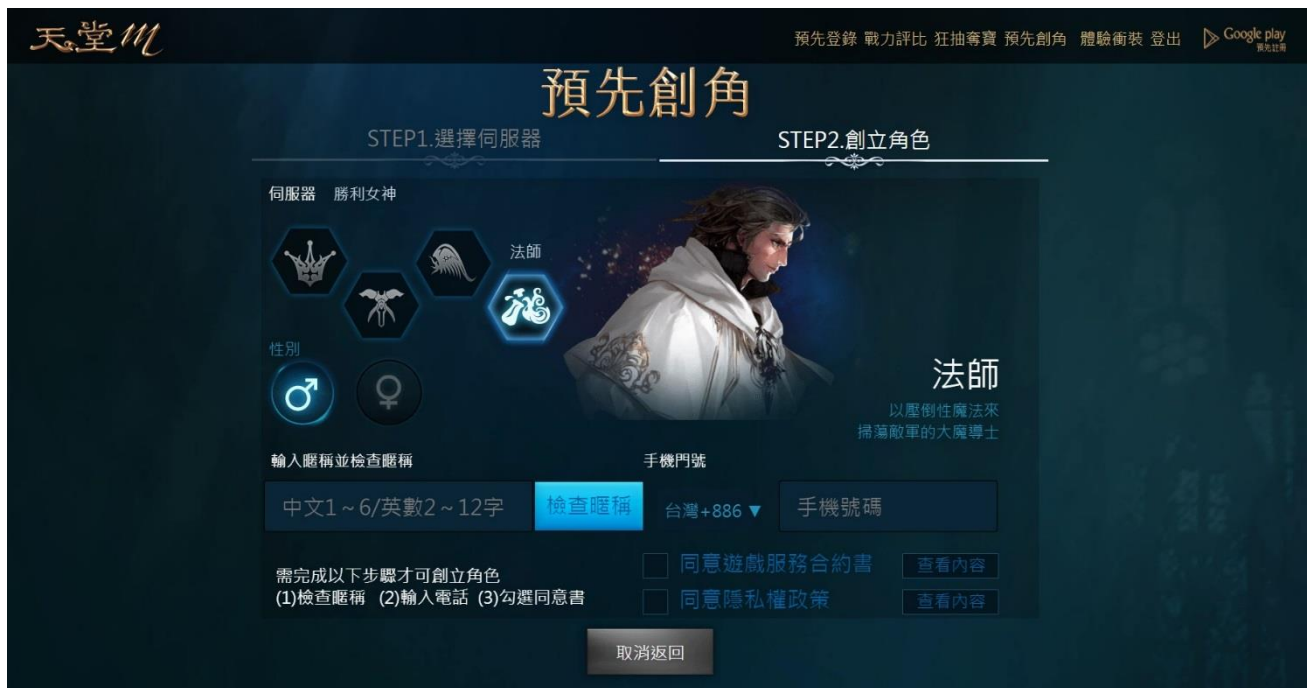 天堂M
預先登錄 戰力評比 狂抽奪寶 預先創角 體驗衝裝 登出
Google play
預先註冊
預先創角
STEP1.選擇伺服器
STEP2.創立角色
伺服器 勝利女神
法師
性別
法師
以壓倒性魔法來
掃蕩敵軍的大魔導士
輸入暱稱並檢查暱稱
手機門號
中文1~6/英數2~12字
檢查暱稱
台灣+886 ▼
手機號碼
需完成以下步驟才可創立角色
(1)檢查暱稱 (2)輸入電話 (3)勾選同意書
同意遊戲服務合約書
查看內容
同意隱私權政策
查看內容
取消返回